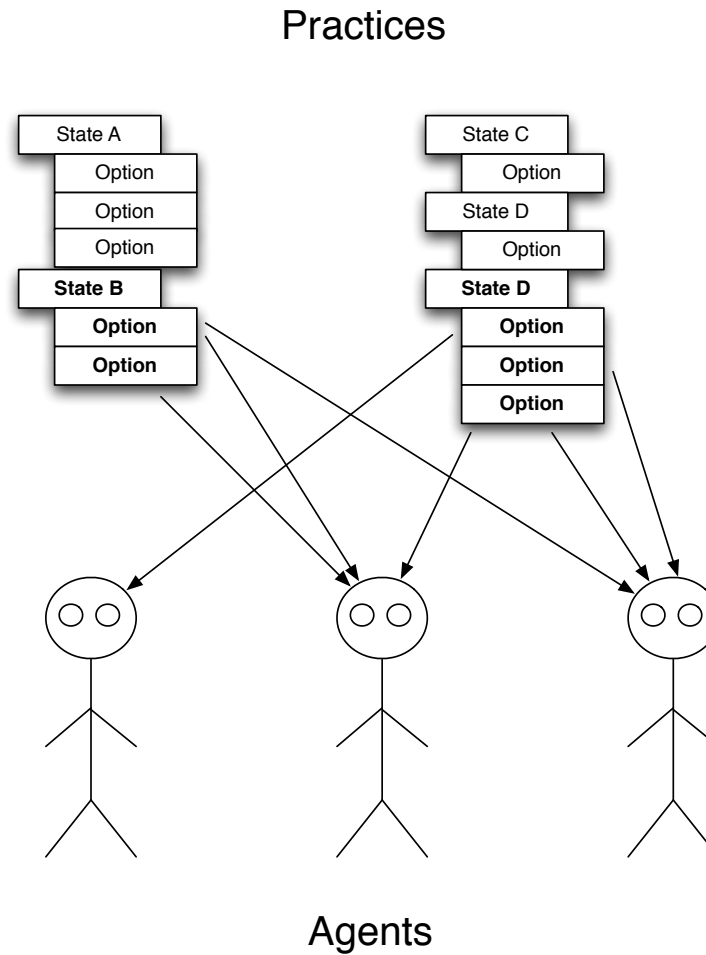 Practices
State A
Option
Option
Option
State B
Option
Option
State C
Option
State D
Option
State D
Option
Option
Option
Agents